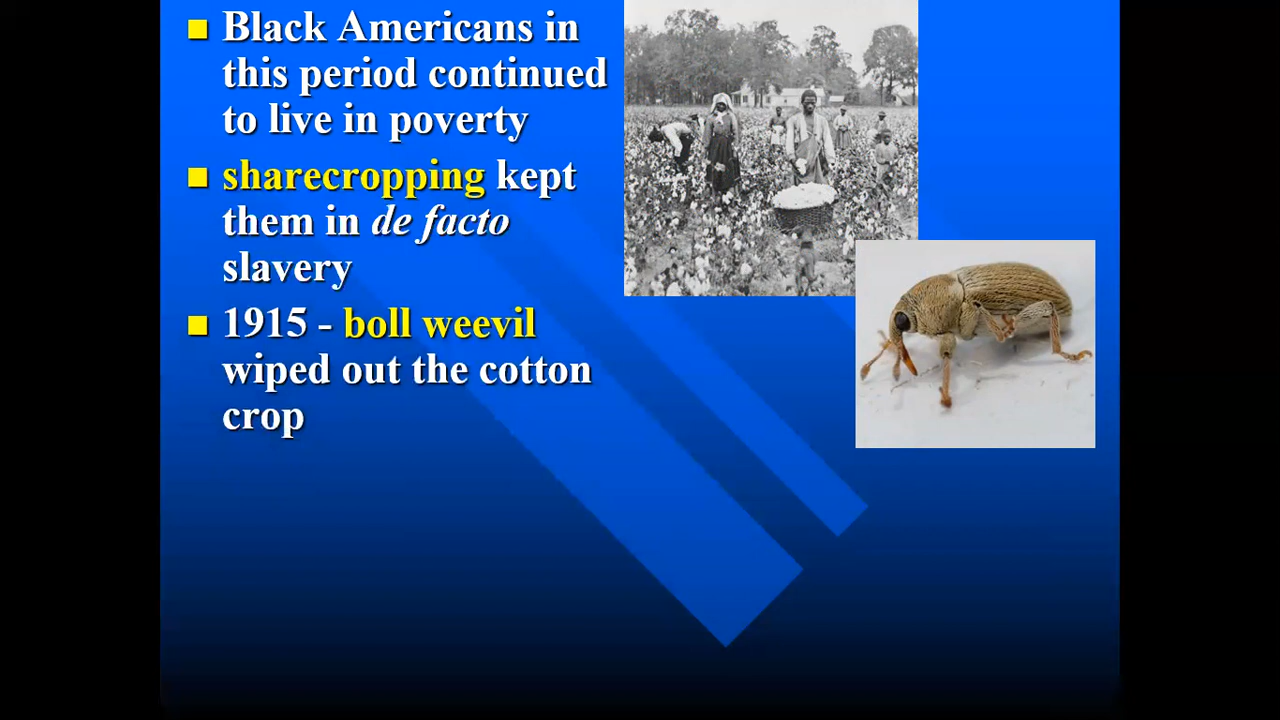 Black Americans in
this period continued
to live in poverty
sharecropping kept
them in de facto
slavery
1915 - boll weevil
wiped out the cotton
crop